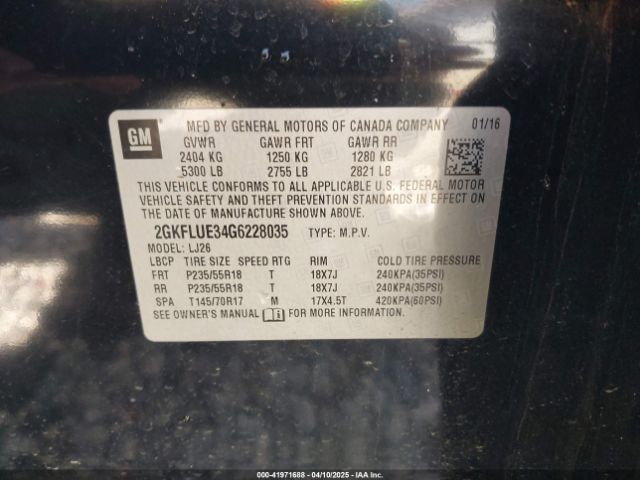 GM
MFD BY GENERAL MOTORS OF CANADA COMPANY 01/16
GVWR GAWR FRT GAWR RR
2404 KG 1250 KG 1280 KG
5300 LB 2755 LB 2821 LB
THIS VEHICLE CONFORMS TO ALL APPLICABLE U.S. FEDERAL MOTOR
VEHICLE SAFETY AND THEFT PREVENTION STANDARDS IN EFFECT ON
THE DATE OF MANUFACTURE SHOWN ABOVE.
2GKFLUE34G6228035 TYPE: M.P.V.
MODEL: LJ26
LBCP TIRE SIZE SPEED RTG RIM COLD TIRE PRESSURE
FRT P235/55R18 T 18X7J 240KPA(35PSI)
RR P235/55R18 T 18X7J 240KPA(35PSI)
SPA T145/70R17 M 17X4.5T 420KPA(60PSI)
SEE OWNER'S MANUAL FOR MORE INFORMATION.
000-41971688 - 04/10/2025 - IAA Inc.